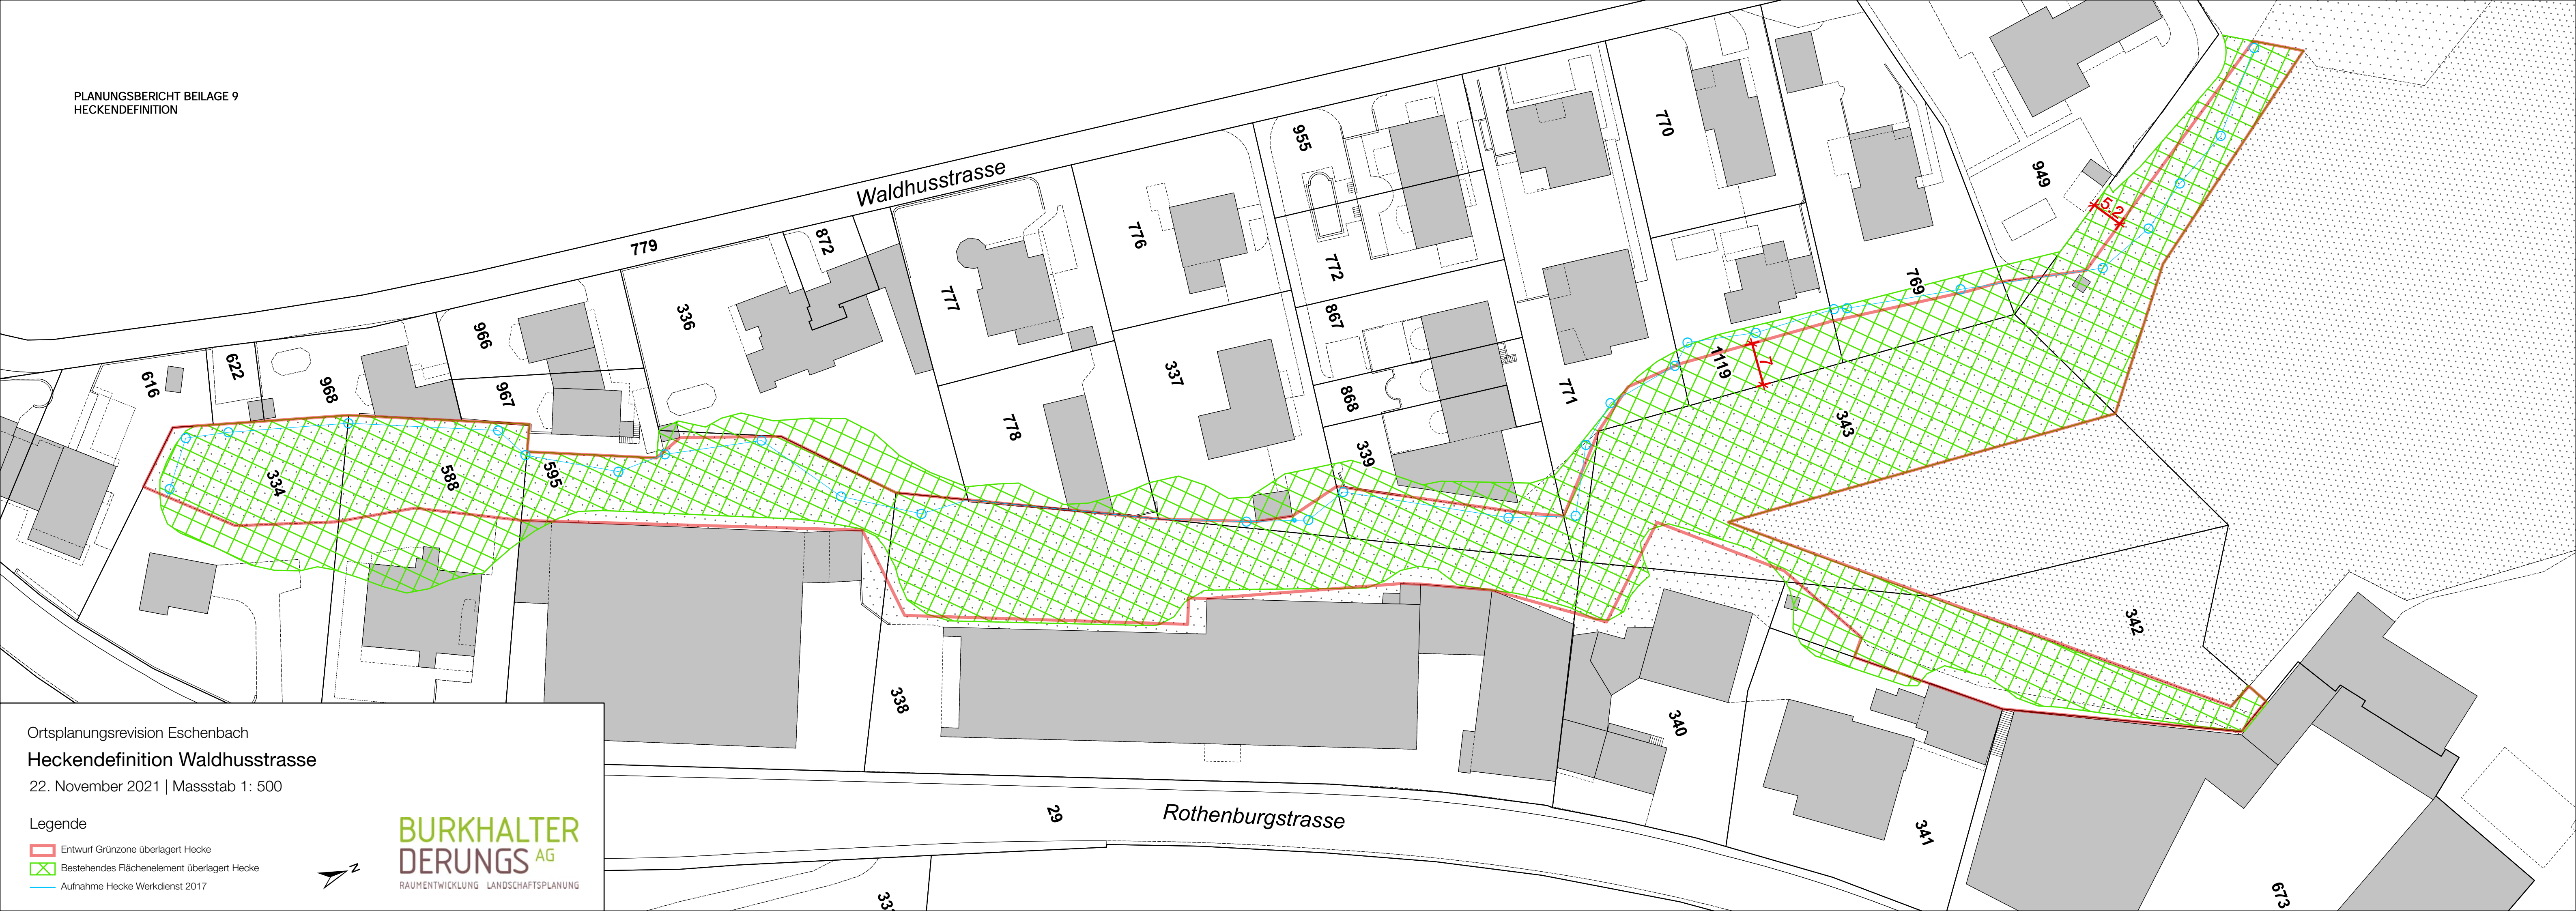 PLANUNGSBERICHT BEILAGE 9
HECKENDEFINITION
Waldhusstrasse
779
872
336
966
967
622
616
968
334
588
595
777
778
776
337
955
772
867
868
339
771
770
1119
7
769
949
5.2
343
342
338
340
341
673
29
Rothenburgstrasse
Ortsplanungsrevision Eschenbach
Heckendefinition Waldhusstrasse
22. November 2021 | Massstab 1: 500
Legende
Entwurf Grünzone überlagert Hecke
Bestehendes Flächenelement überlagert Hecke
Aufnahme Hecke Werkdienst 2017
N
BURKHALTER
DERUNGS AG
RAUMENTWICKLUNG LANDSCHAFTSPLANUNG